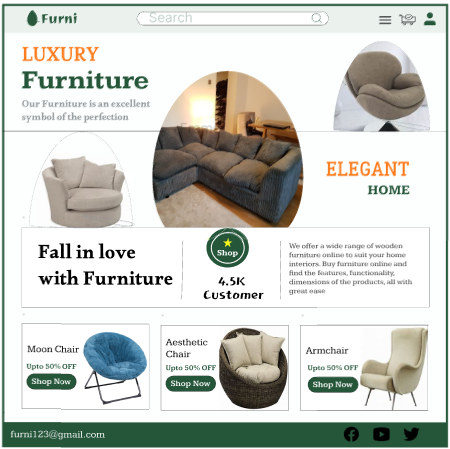 Furni
Search
LUXURY
Furniture
Our Furniture is an excellent
symbol of the perfection
ELEGANT
HOME
Fall in love
with Furniture
Shop
4.5K
Customer
We offer a wide range of wooden
furniture online to suit your home
interiors. Buy furniture online and
find the features, functionality,
dimensions of the products, all with
great ease
Moon Chair
Upto 50% OFF
Shop Now
Aesthetic
Chair
Upto 50% OFF
Shop Now
Armchair
Upto 50% OFF
Shop Now
furni123@gmail.com